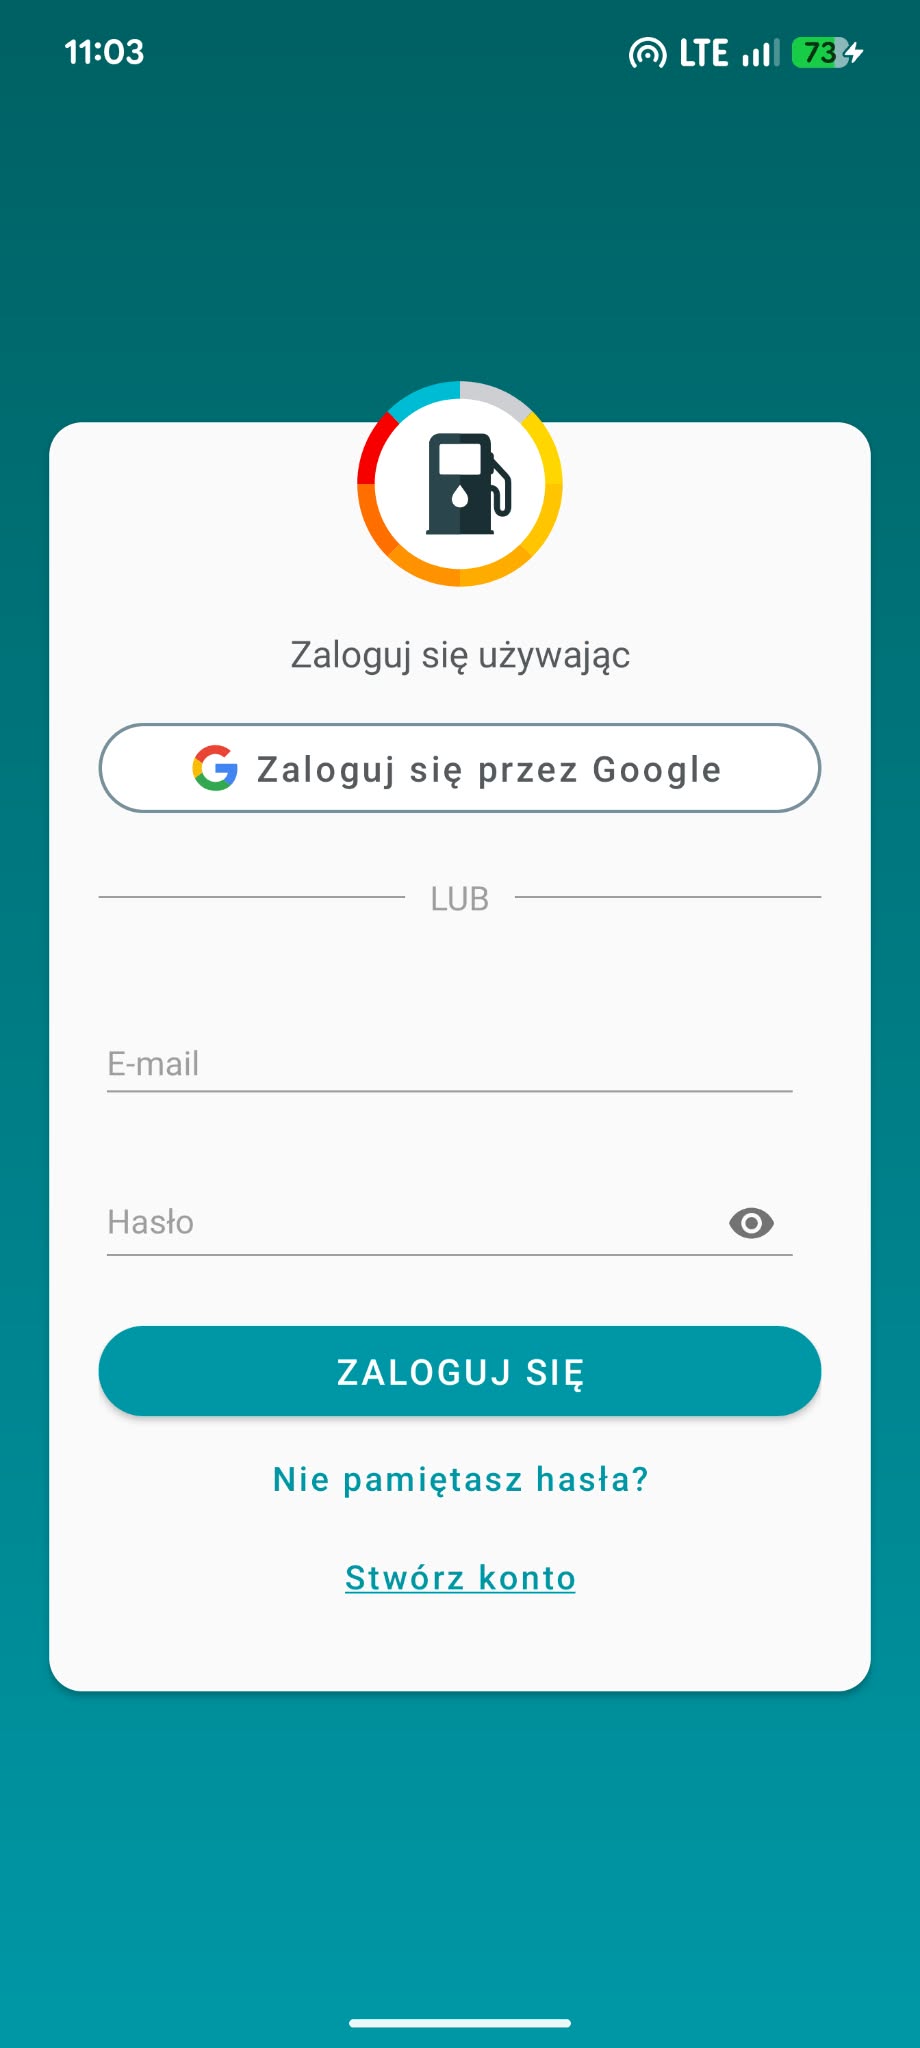 11:03
LTE
73
Zaloguj się używając
Zaloguj się przez Google
LUB
E-mail
Hasło
ZALOGUJ SIĘ
Nie pamiętasz hasła?
Stwórz konto